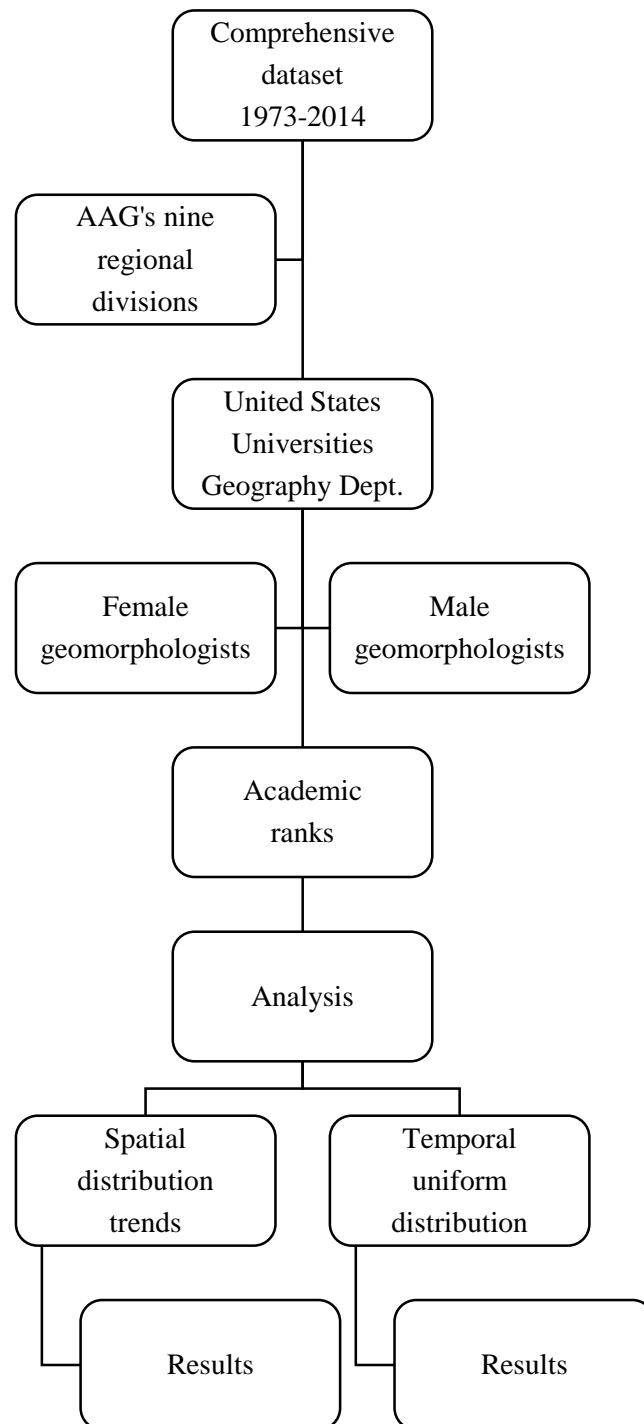 Comprehensive
dataset
1973-2014
AAG's nine
regional
divisions
United States
Universities
Geography Dept.
Female
geomorphologists
Male
geomorphologists
Academic
ranks
Analysis
Spatial
distribution
trends
Temporal
uniform
distribution
Results
Results